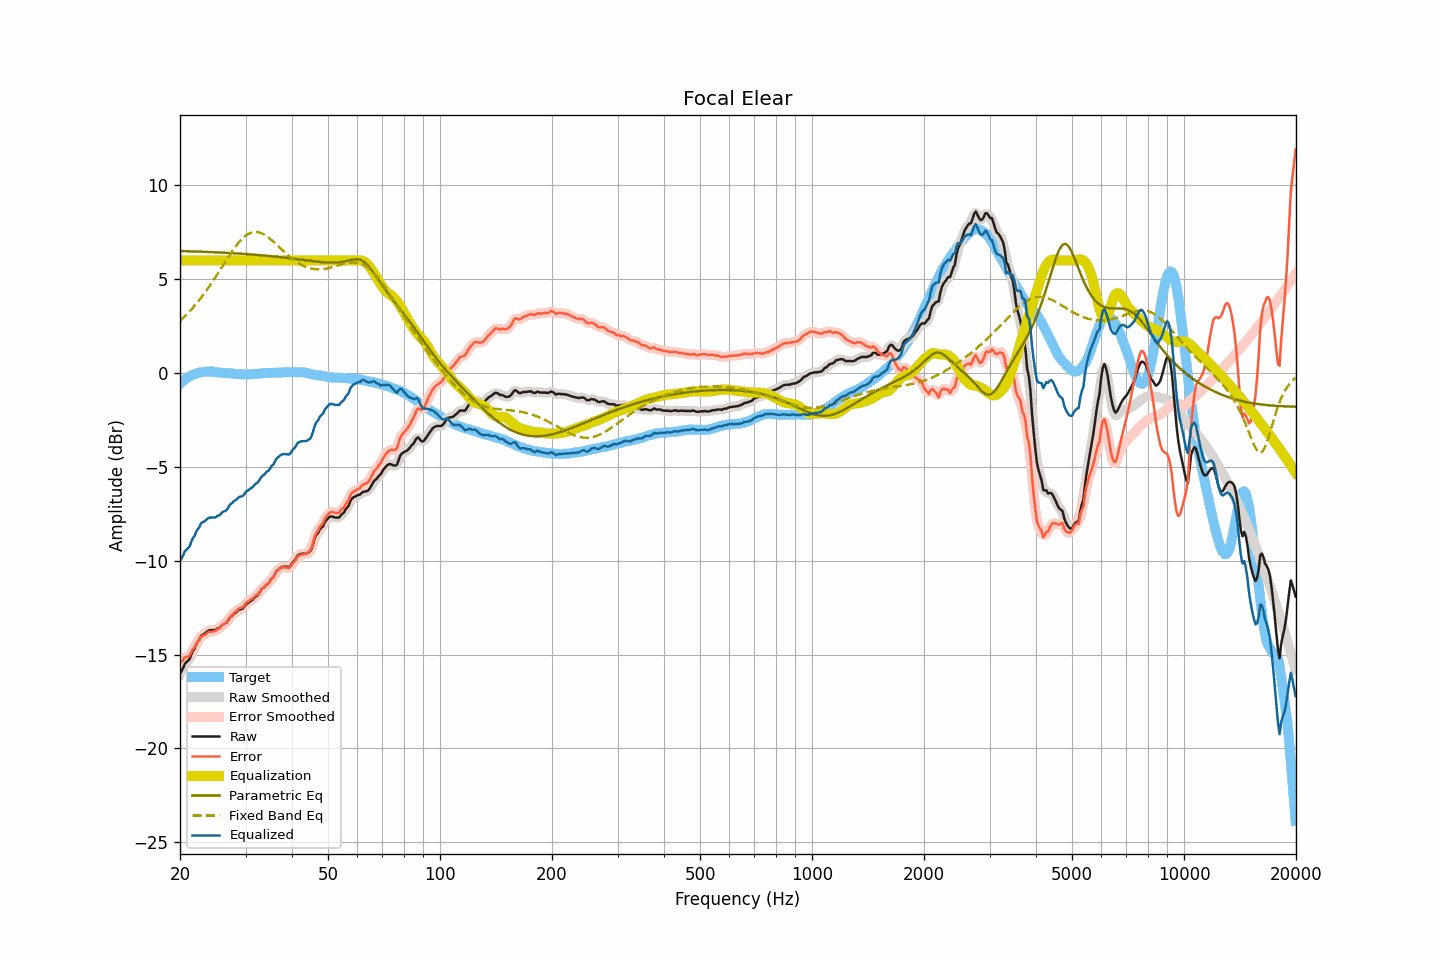 Focal Elear
Amplitude (dBr)
10
5
0
−5
−10
−15
−20
−25
Target
Raw Smoothed
Error Smoothed
Raw
Error
Equalization
Parametric Eq
Fixed Band Eq
Equalized
20 50 100 200 500 1000 2000 5000 10000 20000
Frequency (Hz)